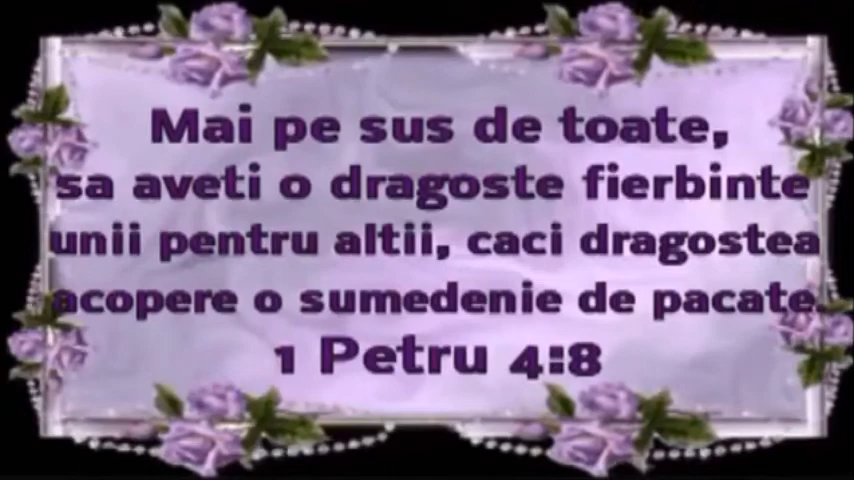 Mai pe sus de toate,
sa aveti o dragoste fierbinte
unii pentru altii, caci dragostea
acopere o sumedenie de pacate.
1 Petru 4:8